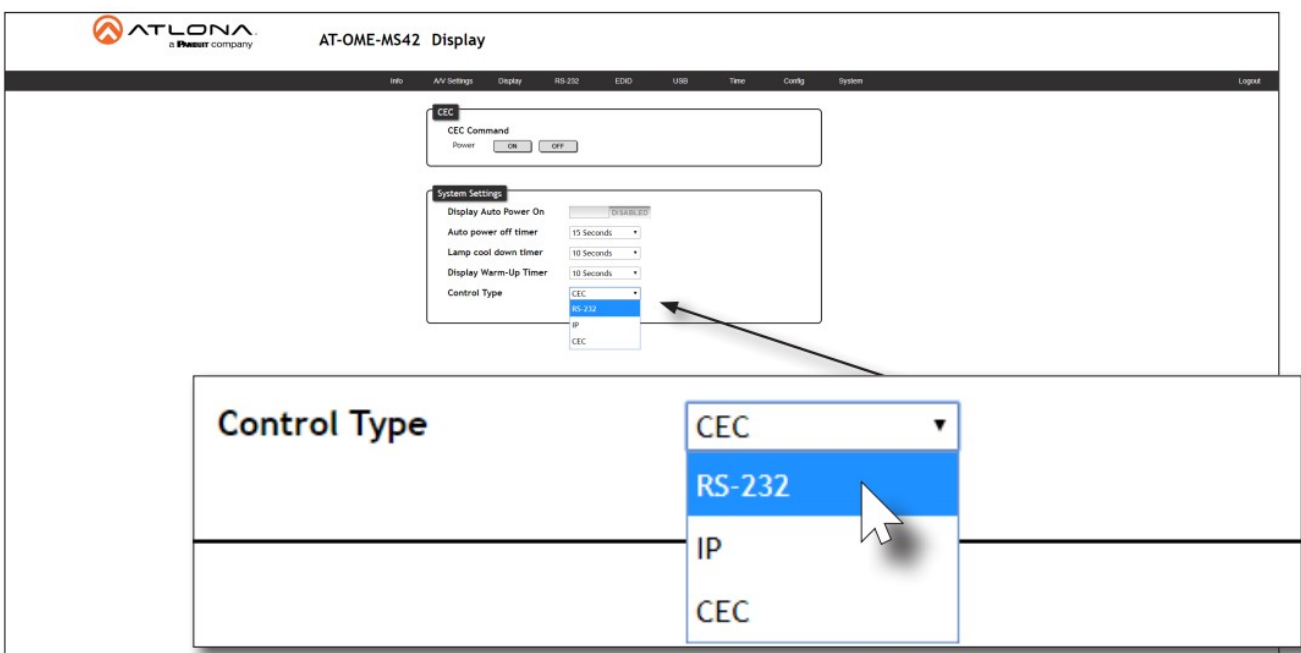 ATLONA.
a PANDUIT company
AT-OME-MS42 Display
Info A/V Settings Display RS-232 EDID USB Time Config System Logout
CEC
CEC Command
Power ON OFF
System Settings
Display Auto Power On DISABLED
Auto power off timer 15 Seconds
Lamp cool down timer 10 Seconds
Display Warm-Up Timer 10 Seconds
Control Type CEC
RS-232
IP
CEC
Control Type CEC
RS-232
IP
CEC